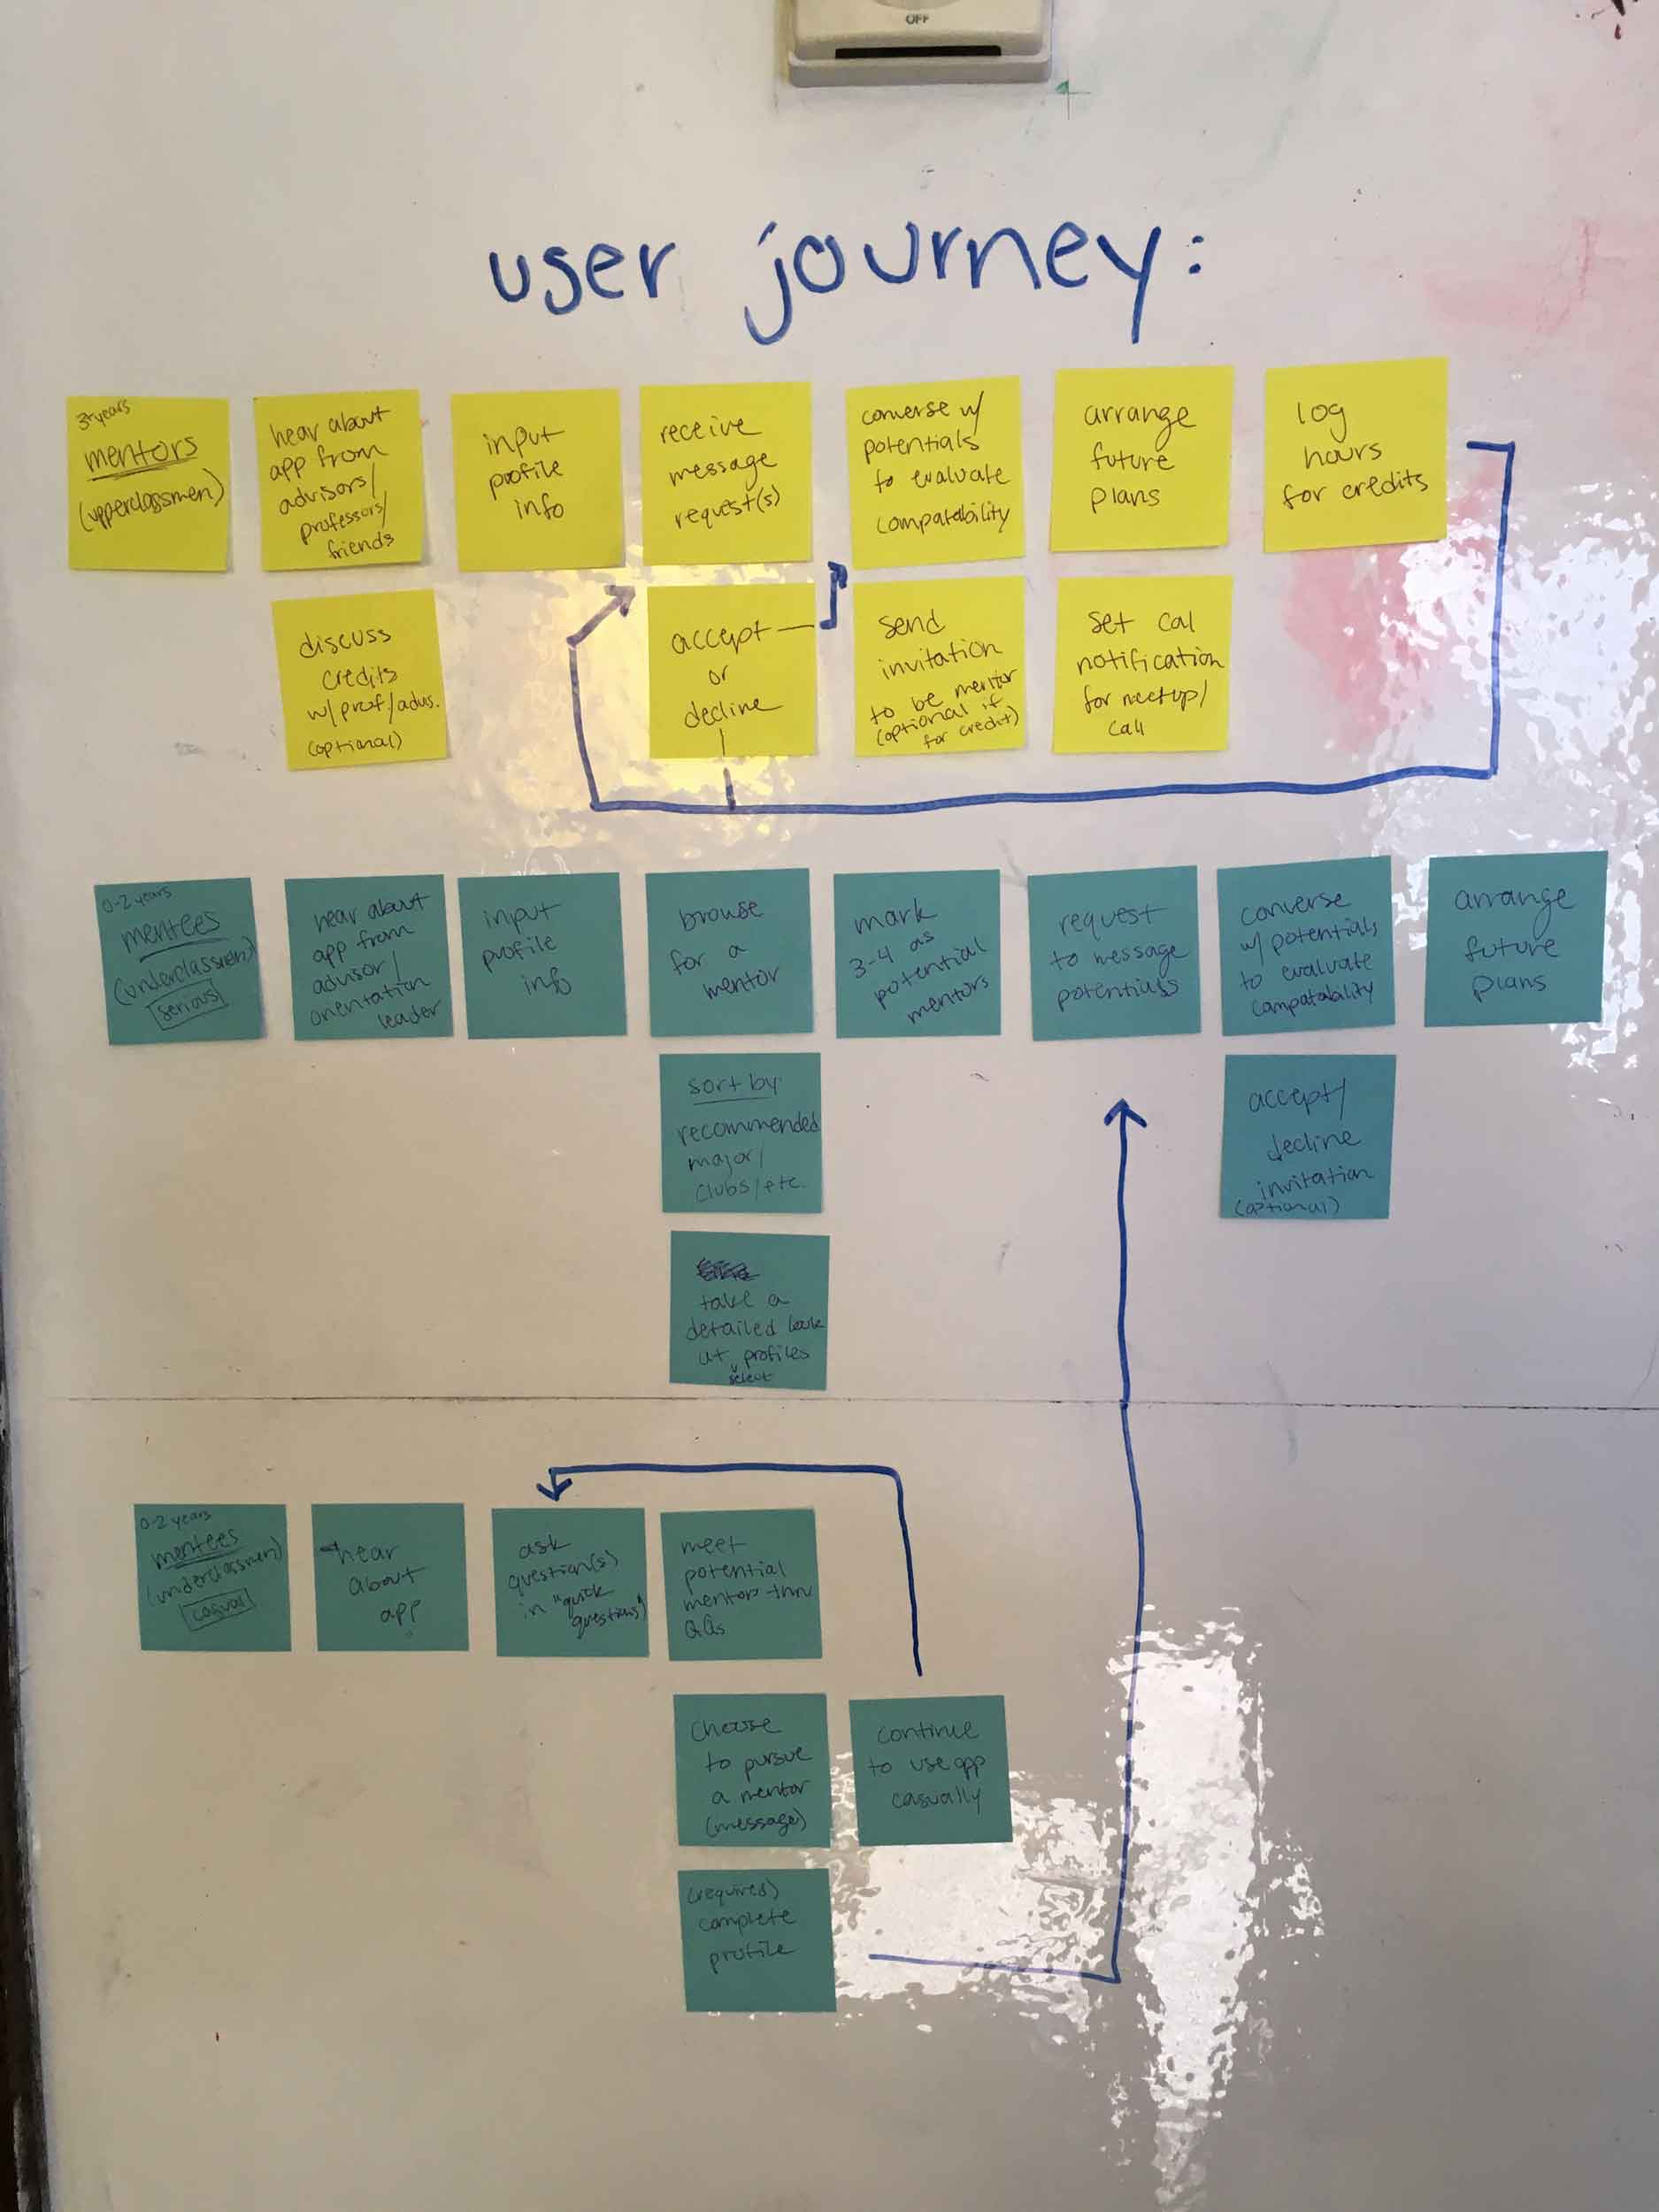 OFF
user journey:
3+years
mentors
(upperclassmen)
hear about
app from
advisors/
professors/
friends
input
profile
info
receive
message
request(s)
converse w/
potentials
to evaluate
compatability
arrange
future
plans
log
hours
for credits
discuss
credits
w/prof./advis.
(optional)
accept
or
decline
send
invitation
to be mentor
(optional if
for credit)
set cal
notification
for meetup/
call
0-2 years
mentees
(underclassmen)
serious
hear about
app from
advisor/
orientation
leader
input
profile
info
browse
for a
mentor
mark
3-4 as
potential
mentors
request
to message
potentials
converse
w/ potentials
to evaluate
compatability
arrange
future
plans
sort by:
recommended
major/
clubs/etc.
accept/
decline
invitation
(optional)
take a
detailed look
at profiles
select
0-2 years
mentees
(underclassmen)
casual
hear
about
app
ask
question(s)
in "quick
questions"
meet
potential
mentors thru
QAs
choose
to pursue
a mentor
(message)
continue
to use app
casually
(required)
complete
profile